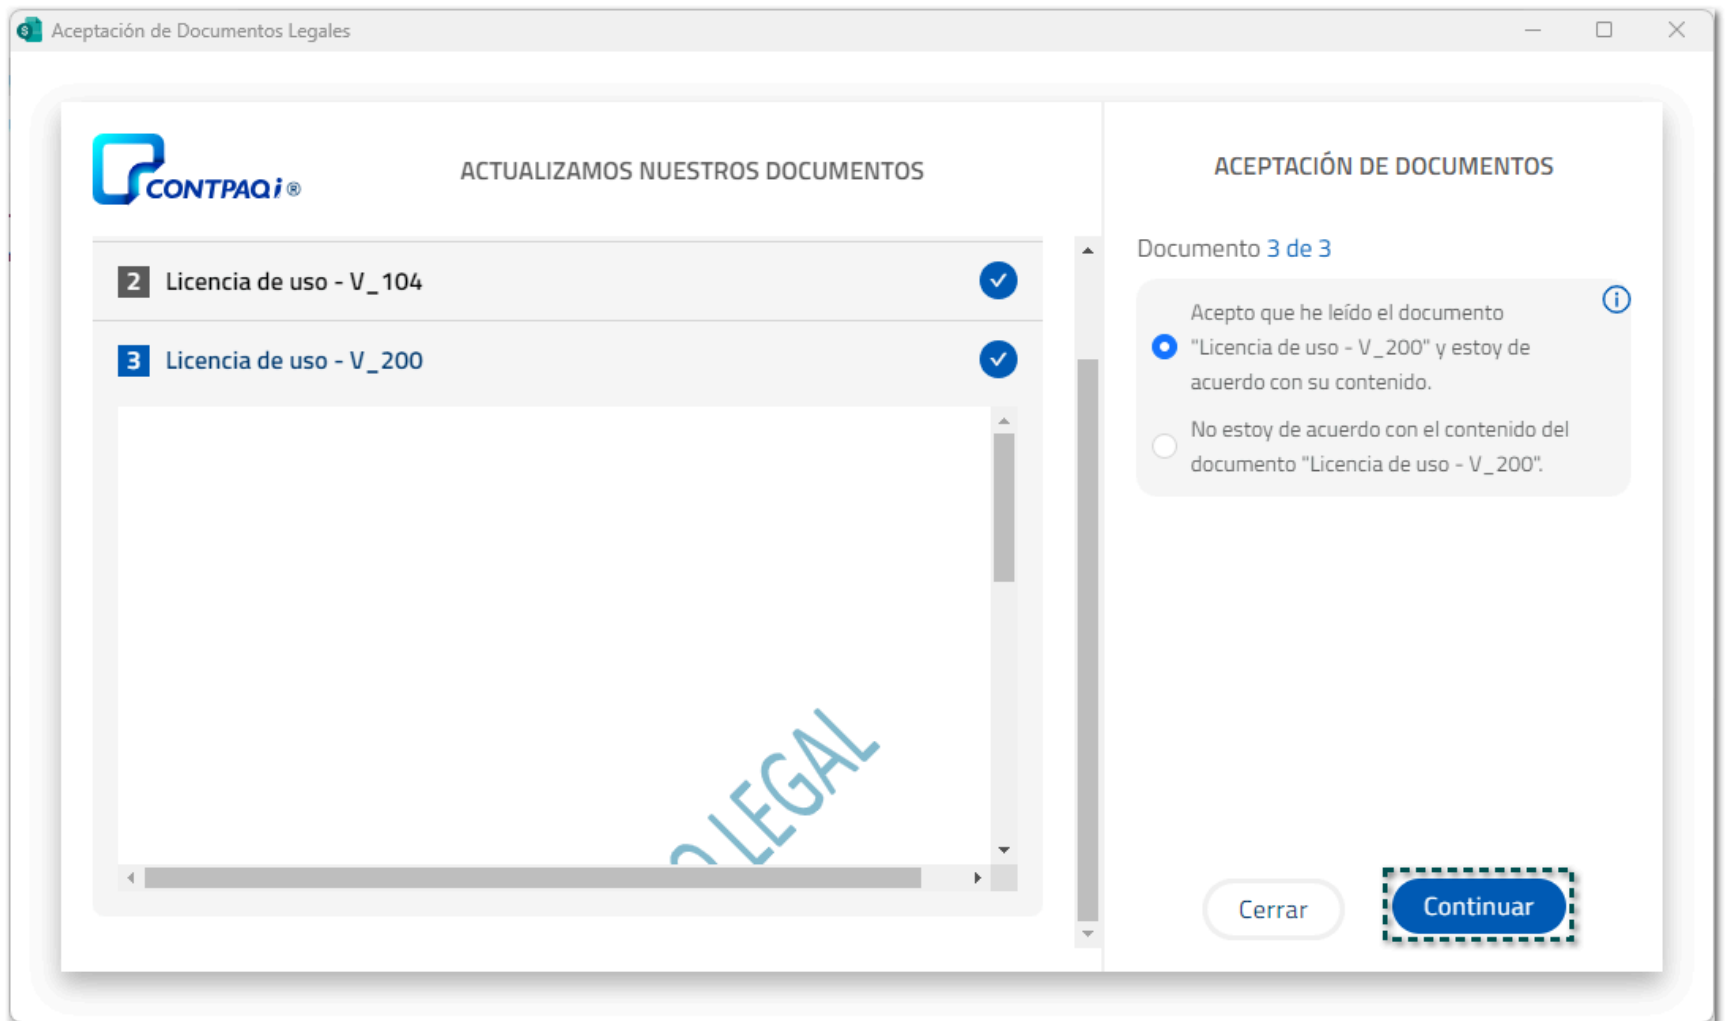 Aceptación de Documentos Legales
CONTPAQi®
ACTUALIZAMOS NUESTROS DOCUMENTOS
2 Licencia de uso - V_104
3 Licencia de uso - V_200
LEGAL
ACEPTACIÓN DE DOCUMENTOS
Documento 3 de 3
Acepto que he leído el documento
"Licencia de uso - V_200" y estoy de
acuerdo con su contenido.
No estoy de acuerdo con el contenido del
documento "Licencia de uso - V_200".
Cerrar
Continuar